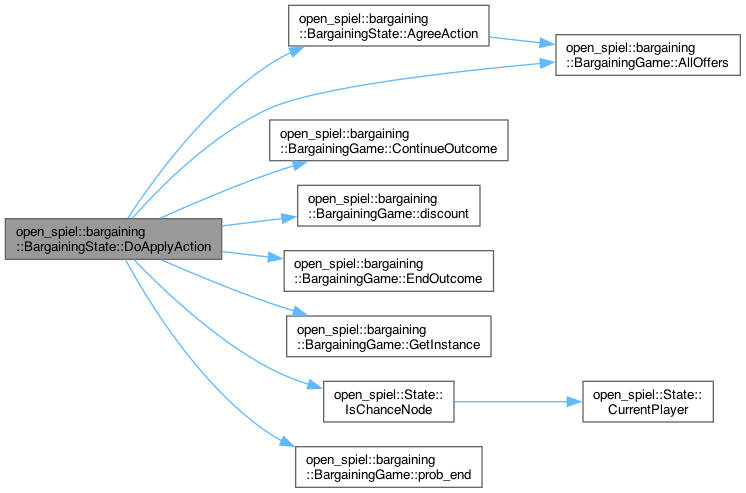 open_spiel::bargaining
::BargainingState::AgreeAction
open_spiel::bargaining
::BargainingGame::AllOffers
open_spiel::bargaining
::BargainingGame::ContinueOutcome
open_spiel::bargaining
::BargainingGame::discount
open_spiel::bargaining
::BargainingState::DoApplyAction
open_spiel::bargaining
::BargainingGame::EndOutcome
open_spiel::bargaining
::BargainingGame::GetInstance
open_spiel::State::
IsChanceNode
open_spiel::State::
CurrentPlayer
open_spiel::bargaining
::BargainingGame::prob_end